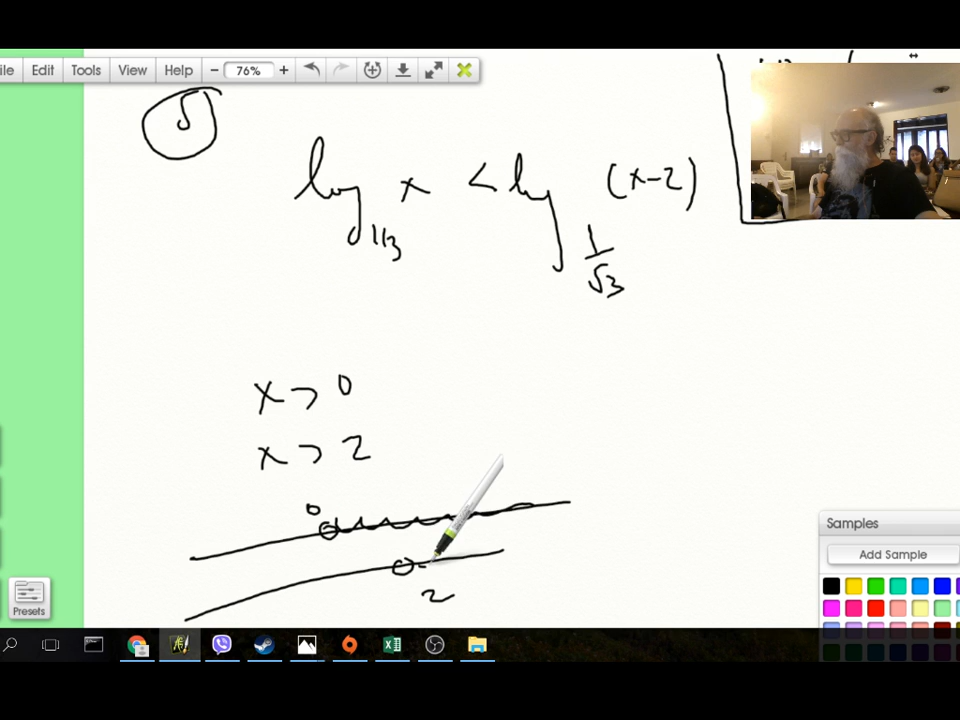 ile Edit Tools View Help − 76% +
5
log 1/3 x < log 1/√3 (x-2)
x > 0
x > 2
0
2
Samples
Add Sample
Presets